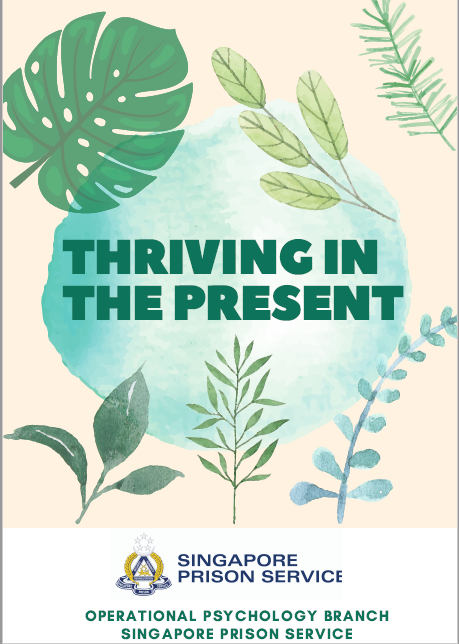 THRIVING IN
THE PRESENT
SINGAPORE
PRISON SERVICE
OPERATIONAL PSYCHOLOGY BRANCH
SINGAPORE PRISON SERVICE